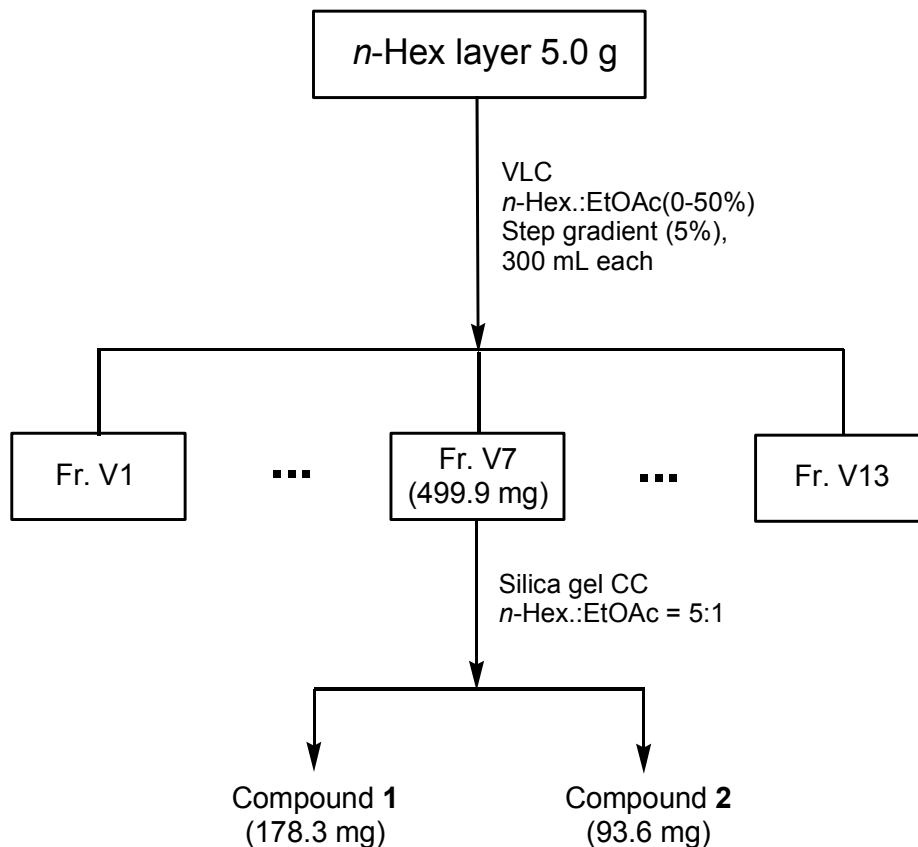 n-Hex layer 5.0 g
VLC
n-Hex.:EtOAc(0-50%)
Step gradient (5%),
300 mL each
Fr. V1
...
Fr. V7
(499.9 mg)
...
Fr. V13
Silica gel CC
n-Hex.:EtOAc = 5:1
Compound 1
(178.3 mg)
Compound 2
(93.6 mg)